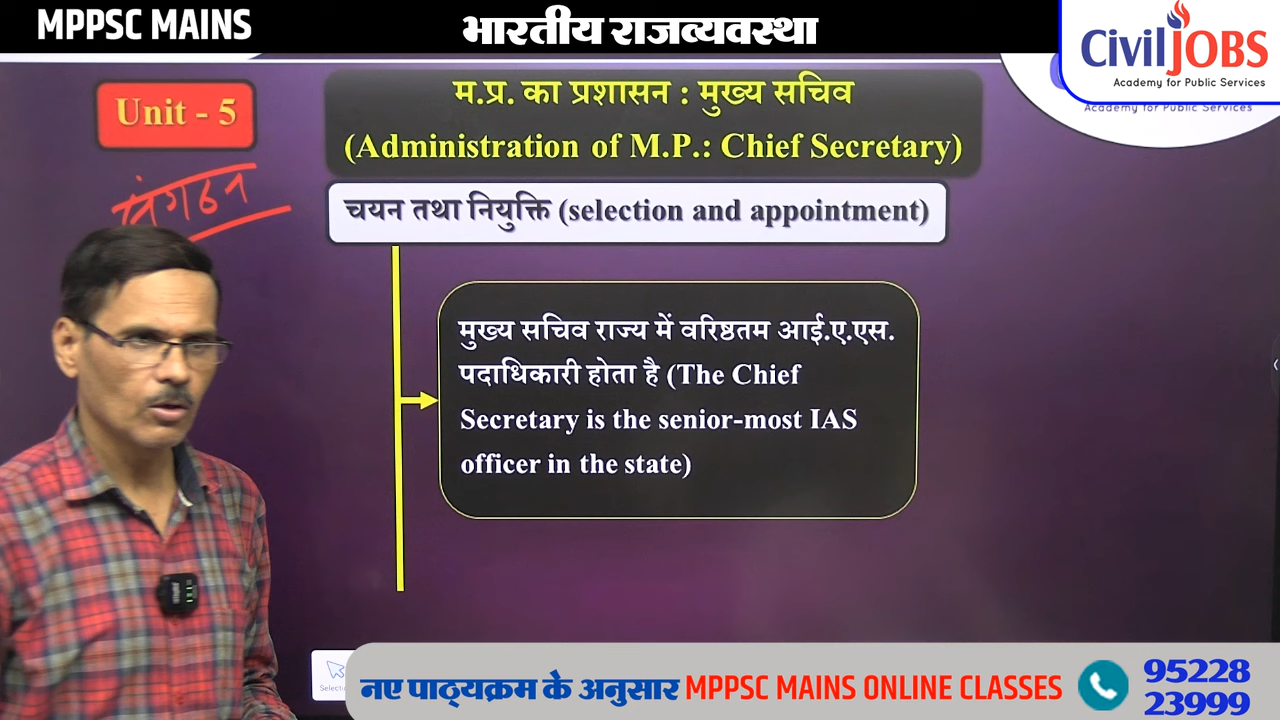 MPPSC MAINS
भारतीय राजव्यवस्था
CivilJOBS
Academy for Public Services
Academy for Public Services
Unit - 5
म.प्र. का प्रशासन : मुख्य सचिव
(Administration of M.P.: Chief Secretary)
संगठन
चयन तथा नियुक्ति (selection and appointment)
मुख्य सचिव राज्य में वरिष्ठतम आई.ए.एस.
पदाधिकारी होता है (The Chief
Secretary is the senior-most IAS
officer in the state)
नए पाठ्यक्रम के अनुसार MPPSC MAINS ONLINE CLASSES
95228
23999